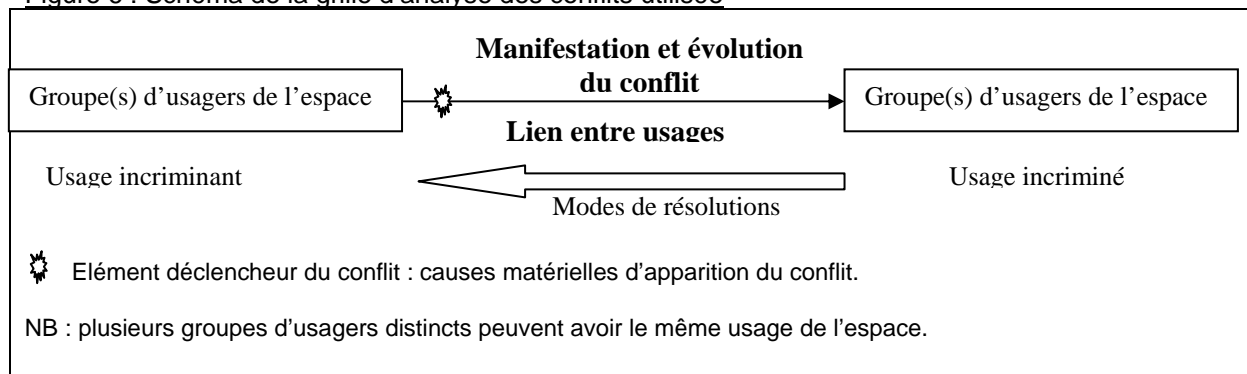 Figure 3 : Schéma de la grille d'analyse des conflits utilisée
Manifestation et évolution
du conflit
Groupe(s) d'usagers de l'espace
Groupe(s) d'usagers de l'espace
Lien entre usages
Usage incriminant
Usage incriminé
Modes de résolutions
Elément déclencheur du conflit : causes matérielles d'apparition du conflit.
NB : plusieurs groupes d'usagers distincts peuvent avoir le même usage de l'espace.